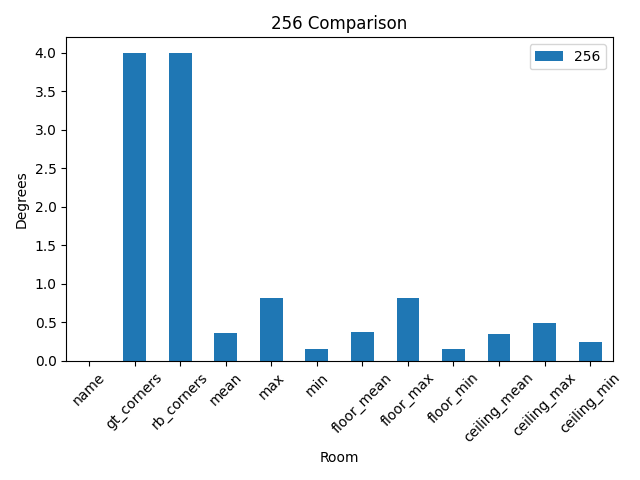 256 Comparison
256
Degrees
4.0
3.5
3.0
2.5
2.0
1.5
1.0
0.5
0.0
name
gt_corners
rb_corners
mean
max
min
floor_mean
floor_max
floor_min
ceiling_mean
ceiling_max
ceiling_min
Room